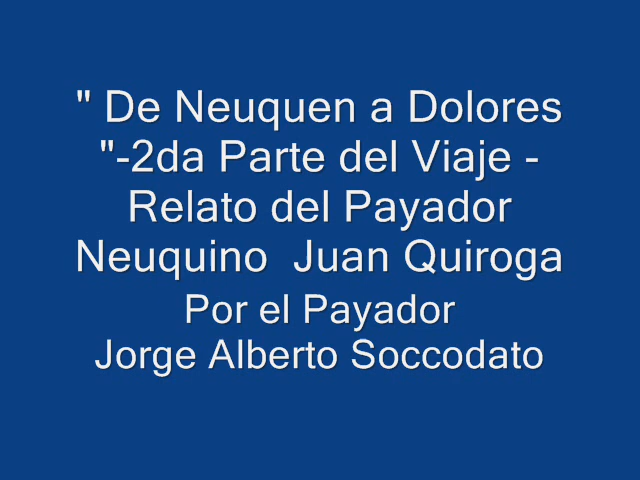 " De Neuquen a Dolores
"-2da Parte del Viaje -
Relato del Payador
Neuquino  Juan Quiroga
Por el Payador
Jorge Alberto Soccodato